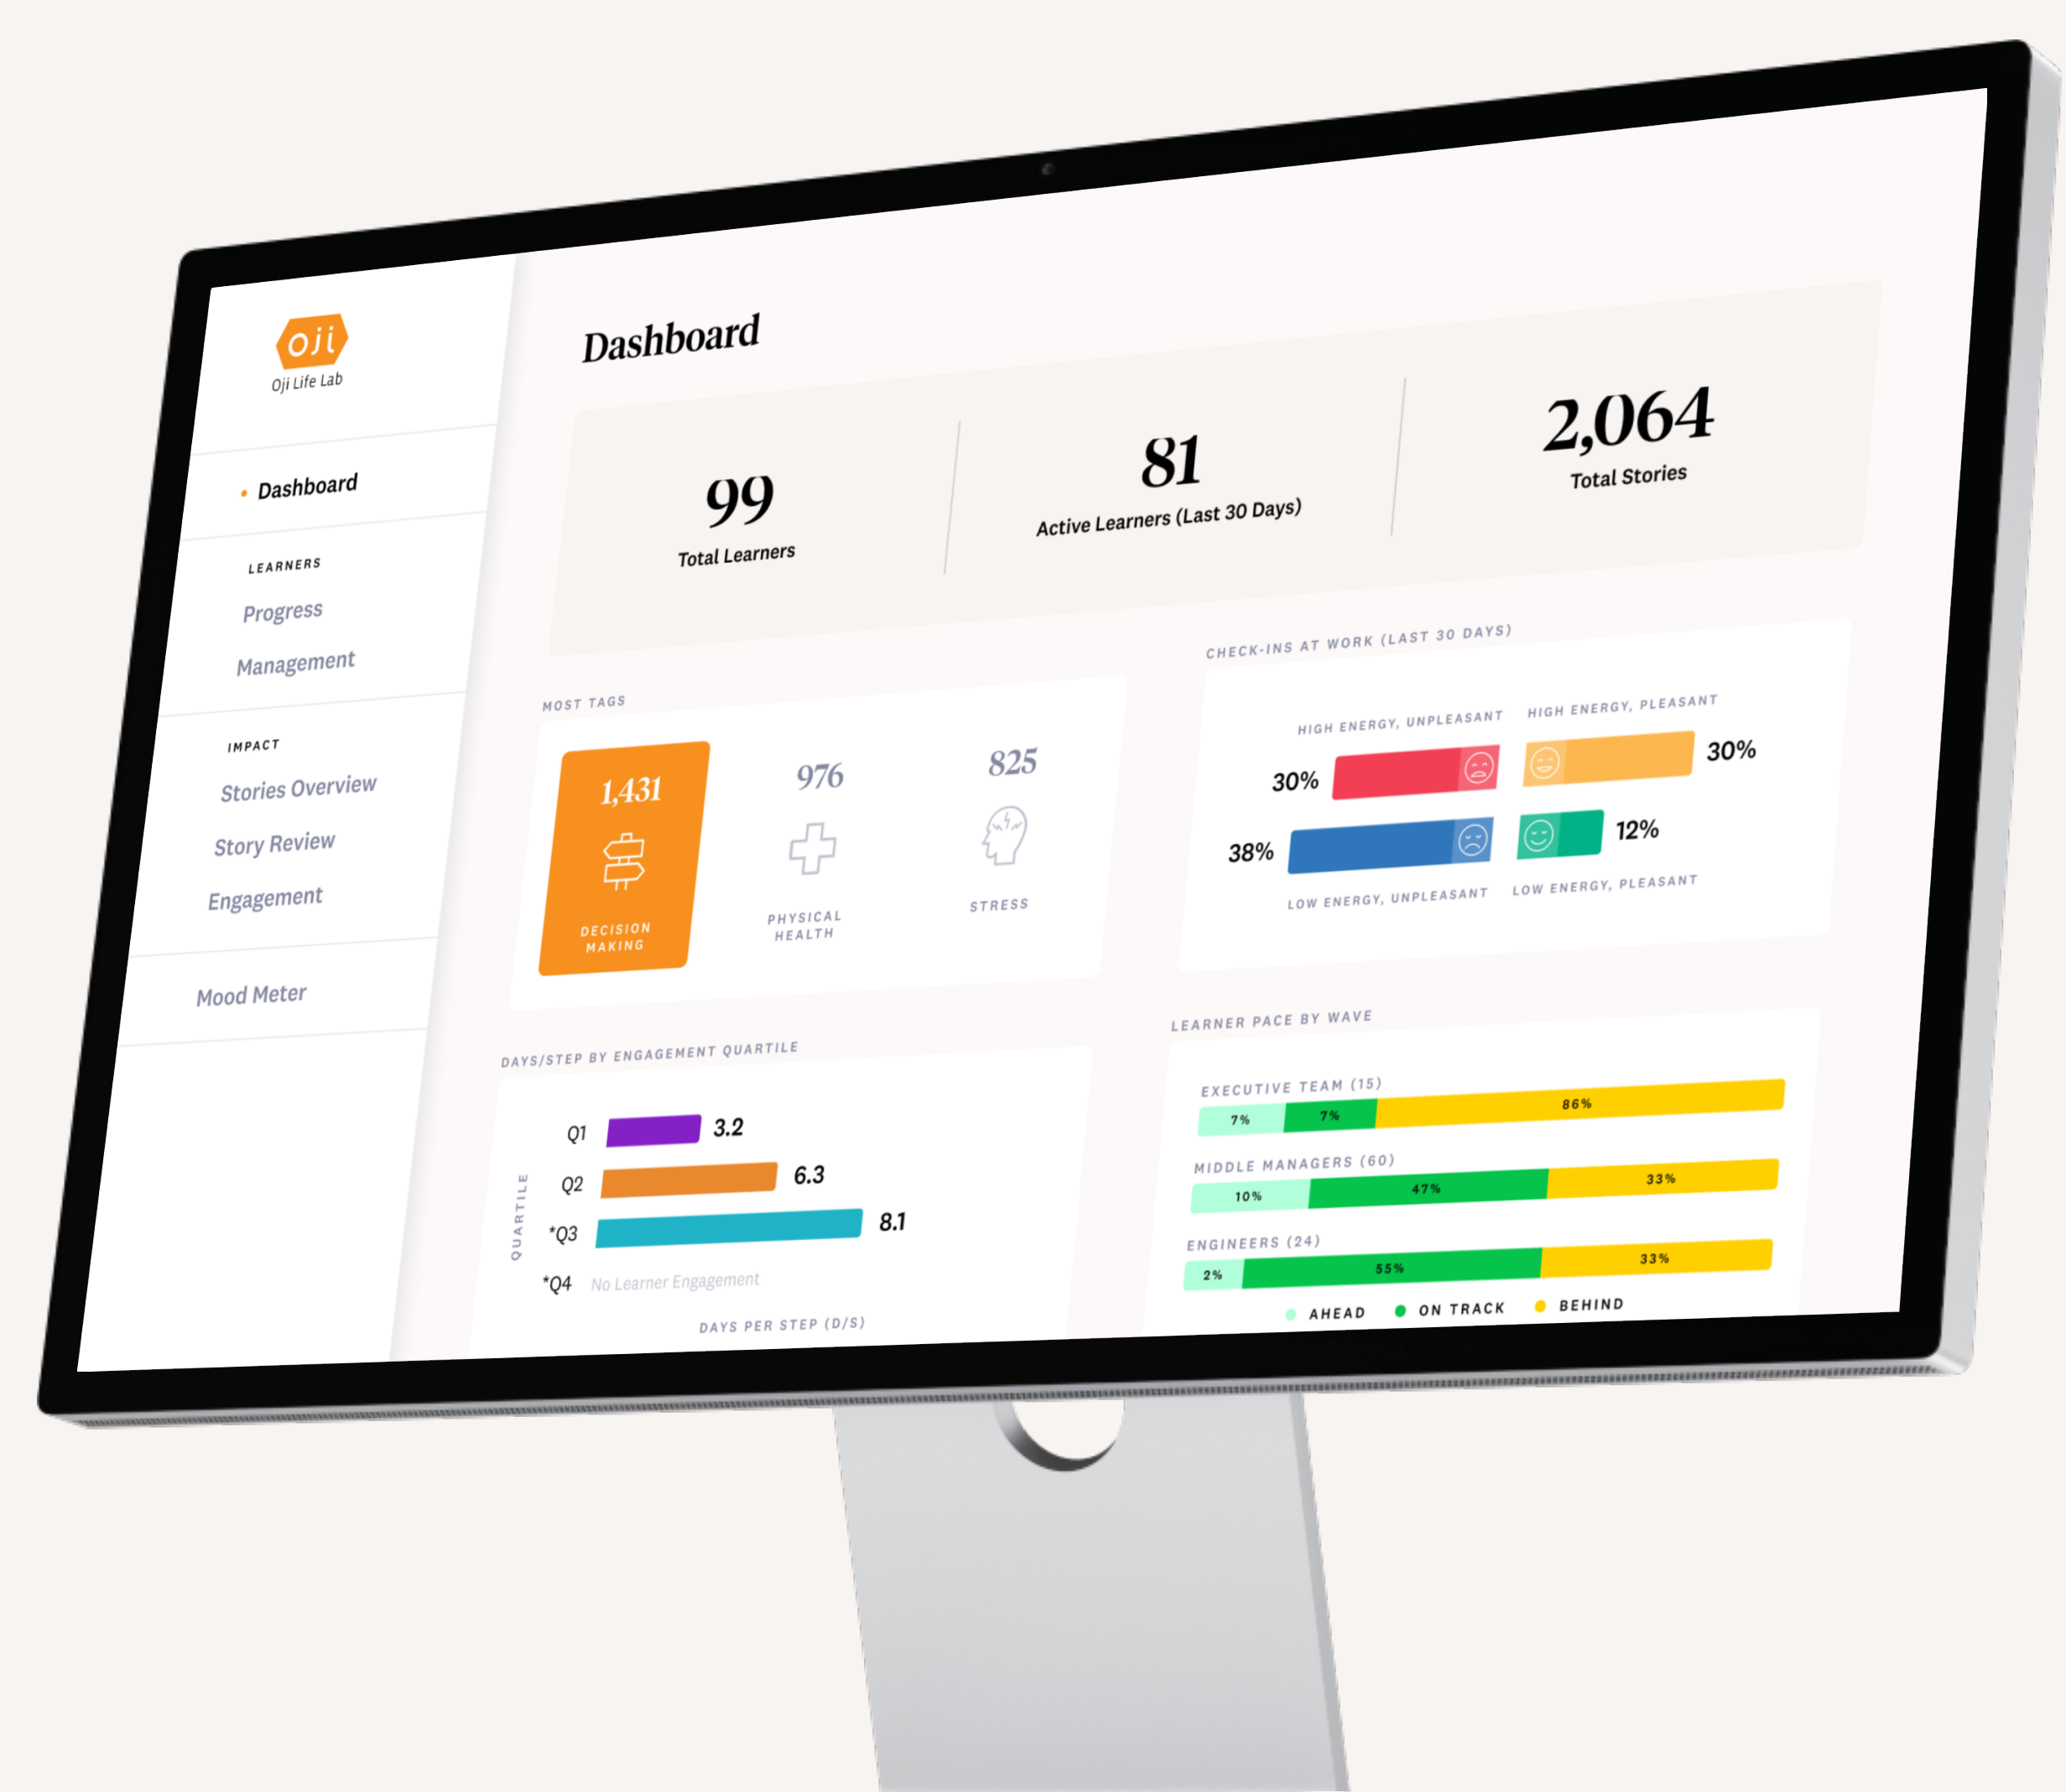 oji
Oji Life Lab
Dashboard
LEARNERS
Progress
Management
IMPACT
Stories Overview
Story Review
Engagement
Mood Meter
Dashboard
99
Total Learners
81
Active Learners (Last 30 Days)
2,064
Total Stories
MOST TAGS
1,431
DECISION
MAKING
976
PHYSICAL
HEALTH
825
STRESS
CHECK-INS AT WORK (LAST 30 DAYS)
HIGH ENERGY, UNPLEASANT
HIGH ENERGY, PLEASANT
30%
30%
38%
12%
LOW ENERGY, UNPLEASANT
LOW ENERGY, PLEASANT
DAYS/STEP BY ENGAGEMENT QUARTILE
QUARTILE
Q1 3.2
Q2 6.3
*Q3 8.1
*Q4 No Learner Engagement
DAYS PER STEP (D/S)
LEARNER PACE BY WAVE
EXECUTIVE TEAM (15)
7% 7% 86%
MIDDLE MANAGERS (60)
10% 47% 33%
ENGINEERS (24)
2% 55% 33%
AHEAD ON TRACK BEHIND